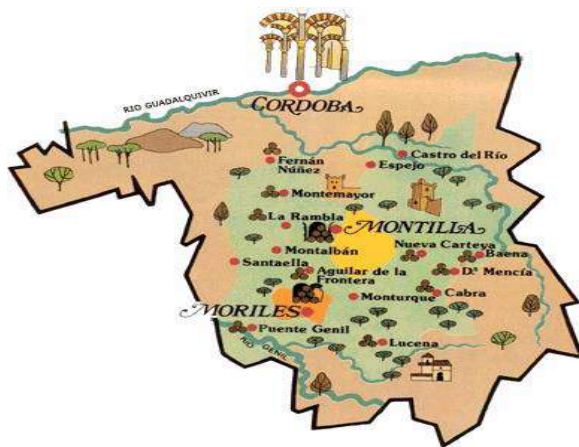 RIO GUADALQUIVIR
CORDOBA
Castro del Río
Fernán
Núñez
Espejo
Montemayor
La Rambla
MONTILLA
Nueva Carteya
Montalbán
Baena
Santaella
Aguilar de la
Frontera
D.ª Mencía
MORILES
Monturque
Cabra
Puente Genil
Lucena
RIO GENIL